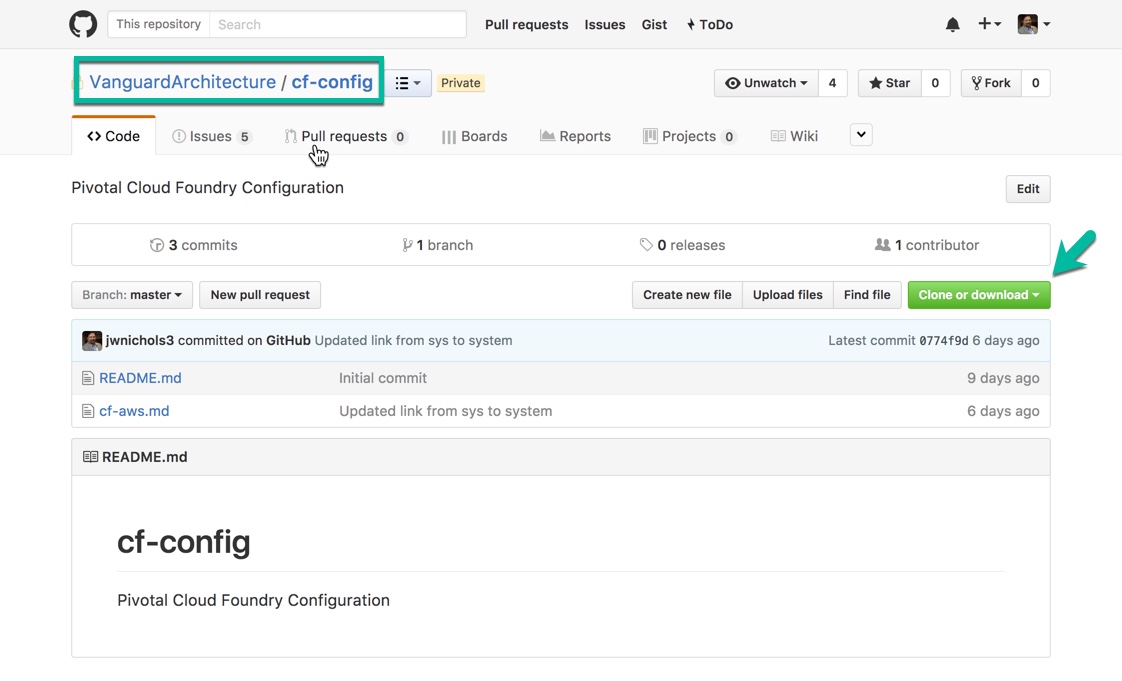 This repository Search Pull requests Issues Gist ToDo
VanguardArchitecture / cf-config Private Unwatch 4 Star 0 Fork 0
Code Issues 5 Pull requests 0 Boards Reports Projects 0 Wiki
Pivotal Cloud Foundry Configuration Edit
3 commits 1 branch 0 releases 1 contributor
Branch: master New pull request Create new file Upload files Find file Clone or download
jwnichols3 committed on GitHub Updated link from sys to system Latest commit 0774f9d 6 days ago
README.md Initial commit 9 days ago
cf-aws.md Updated link from sys to system 6 days ago
README.md
cf-config
Pivotal Cloud Foundry Configuration